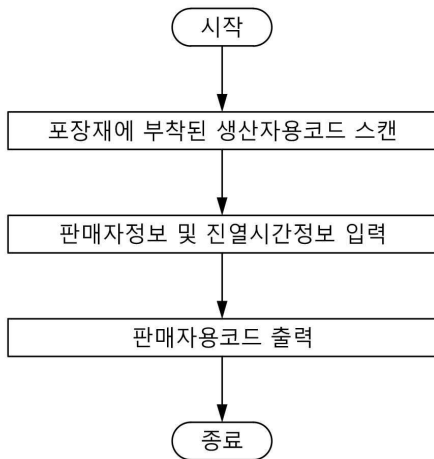 시작
포장재에 부착된 생산자용코드 스캔
판매자정보 및 진열시간정보 입력
판매자용코드 출력
종료